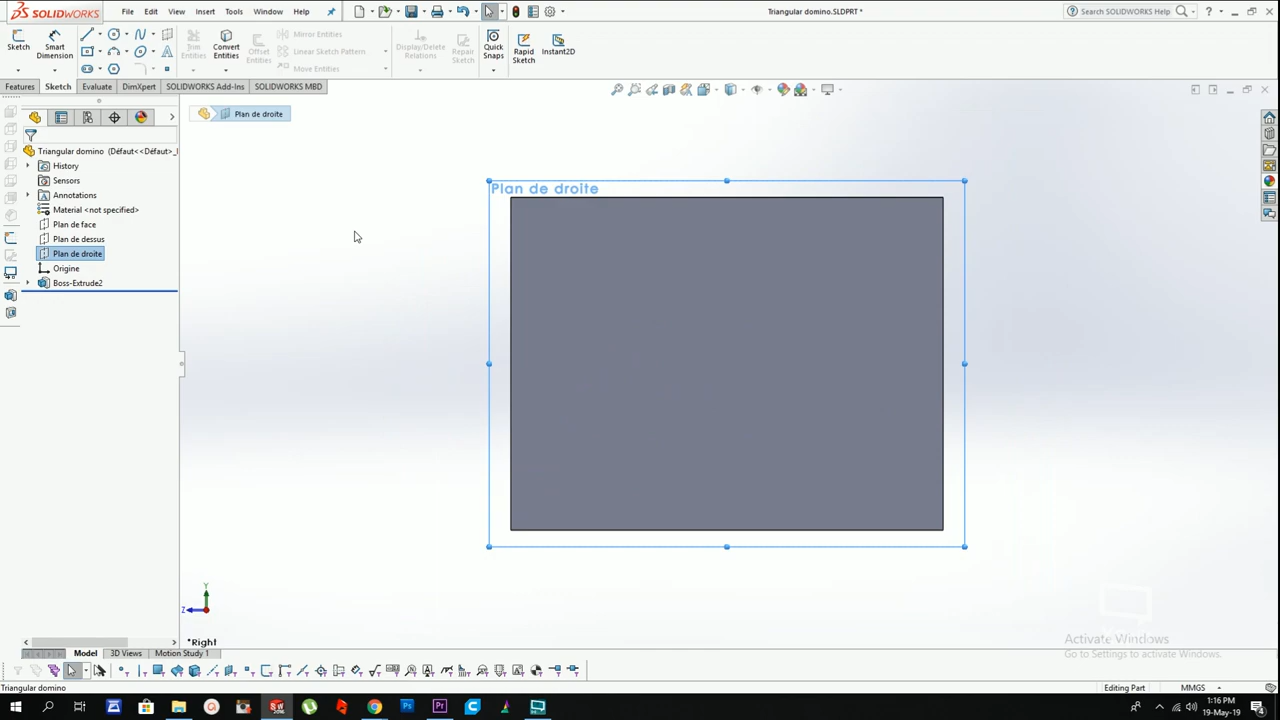 SOLIDWORKS File Edit View Insert Tools Window Help Triangular domino.SLDPRT * Search SOLIDWORKS Help
Sketch Smart Dimension Trim Entities Convert Entities Offset Entities Mirror Entities Linear Sketch Pattern Move Entities Display/Delete Relations Repair Sketch Quick Snaps Rapid Sketch Instant2D
Features Sketch Evaluate DimXpert SOLIDWORKS Add-Ins SOLIDWORKS MBD
Plan de droite
Triangular domino (Défaut<<Défaut>_
History
Sensors
Annotations
Material <not specified>
Plan de face
Plan de dessus
Plan de droite
Origine
Boss-Extrude2
Plan de droite
Y
Z
*Right
Activate Windows
Go to Settings to activate Windows.
Model 3D Views Motion Study 1
Triangular domino Editing Part MMGS
1:16 PM
19-May-19